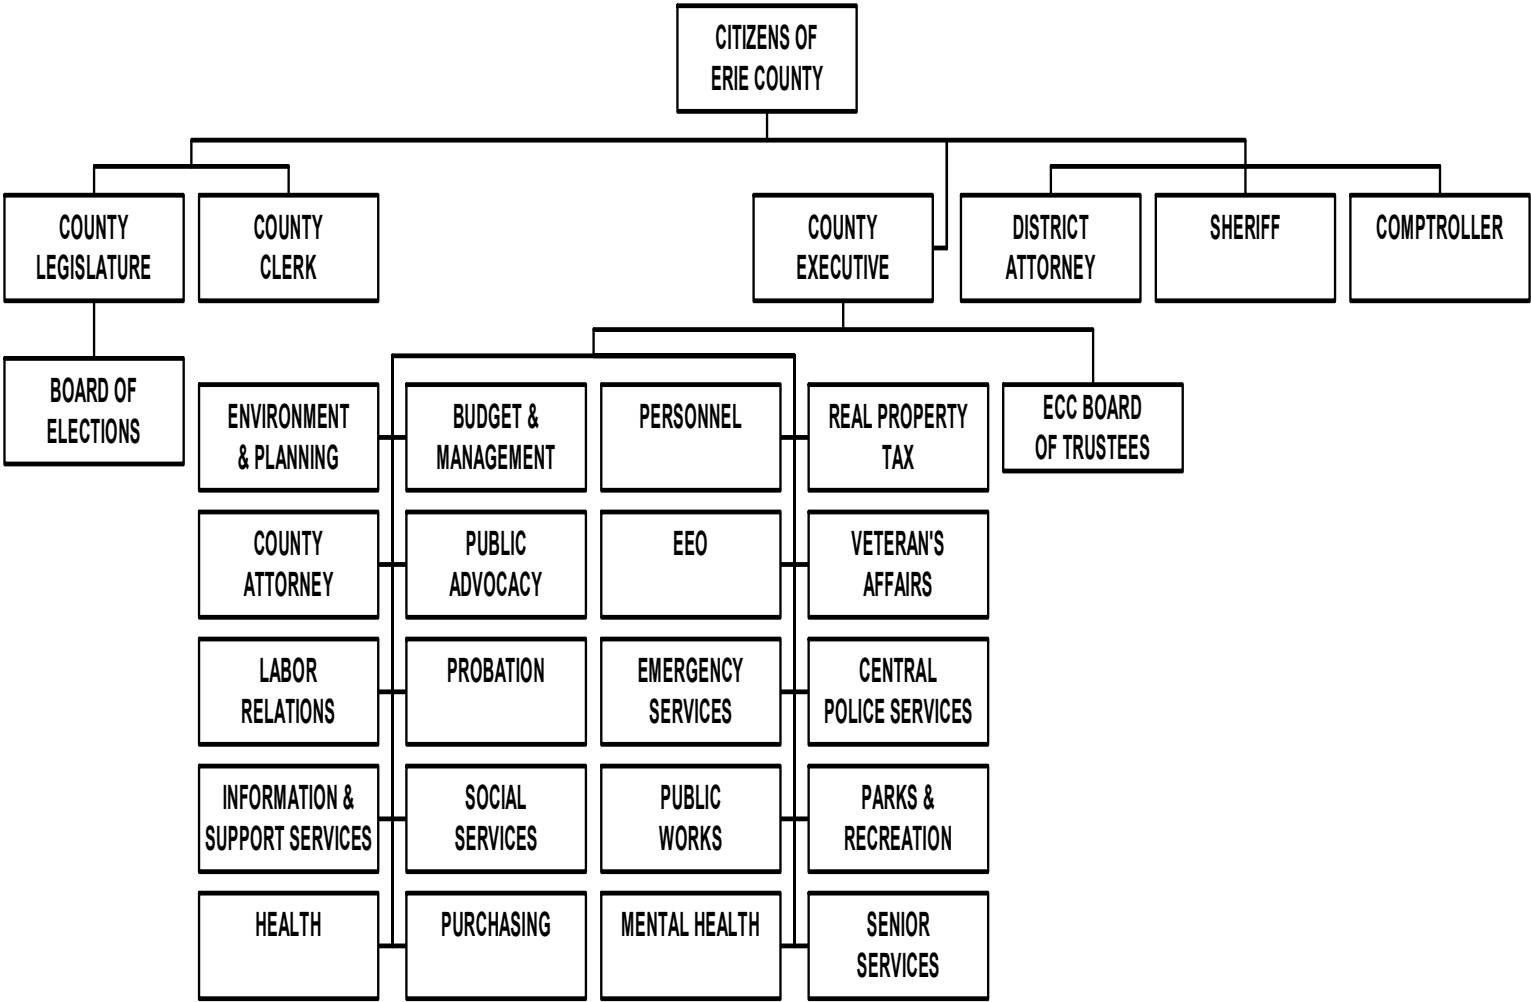 CITIZENS OF
ERIE COUNTY
COUNTY
LEGISLATURE
COUNTY
CLERK
COUNTY
EXECUTIVE
DISTRICT
ATTORNEY
SHERIFF
COMPTROLLER
BOARD OF
ELECTIONS
ENVIRONMENT
& PLANNING
BUDGET &
MANAGEMENT
PERSONNEL
REAL PROPERTY
TAX
ECC BOARD
OF TRUSTEES
COUNTY
ATTORNEY
PUBLIC
ADVOCACY
EEO
VETERAN'S
AFFAIRS
LABOR
RELATIONS
PROBATION
EMERGENCY
SERVICES
CENTRAL
POLICE SERVICES
INFORMATION &
SUPPORT SERVICES
SOCIAL
SERVICES
PUBLIC
WORKS
PARKS &
RECREATION
HEALTH
PURCHASING
MENTAL HEALTH
SENIOR
SERVICES